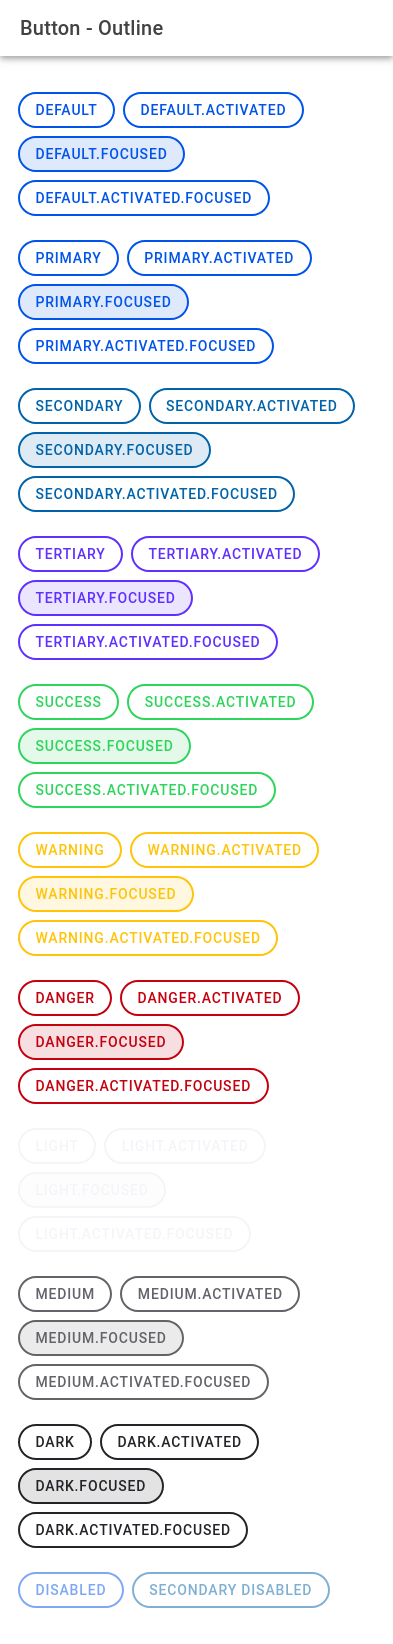 Button - Outline
DEFAULT DEFAULT.ACTIVATED
DEFAULT.FOCUSED
DEFAULT.ACTIVATED.FOCUSED
PRIMARY PRIMARY.ACTIVATED
PRIMARY.FOCUSED
PRIMARY.ACTIVATED.FOCUSED
SECONDARY SECONDARY.ACTIVATED
SECONDARY.FOCUSED
SECONDARY.ACTIVATED.FOCUSED
TERTIARY TERTIARY.ACTIVATED
TERTIARY.FOCUSED
TERTIARY.ACTIVATED.FOCUSED
SUCCESS SUCCESS.ACTIVATED
SUCCESS.FOCUSED
SUCCESS.ACTIVATED.FOCUSED
WARNING WARNING.ACTIVATED
WARNING.FOCUSED
WARNING.ACTIVATED.FOCUSED
DANGER DANGER.ACTIVATED
DANGER.FOCUSED
DANGER.ACTIVATED.FOCUSED
LIGHT LIGHT.ACTIVATED
LIGHT.FOCUSED
LIGHT.ACTIVATED.FOCUSED
MEDIUM MEDIUM.ACTIVATED
MEDIUM.FOCUSED
MEDIUM.ACTIVATED.FOCUSED
DARK DARK.ACTIVATED
DARK.FOCUSED
DARK.ACTIVATED.FOCUSED
DISABLED SECONDARY DISABLED